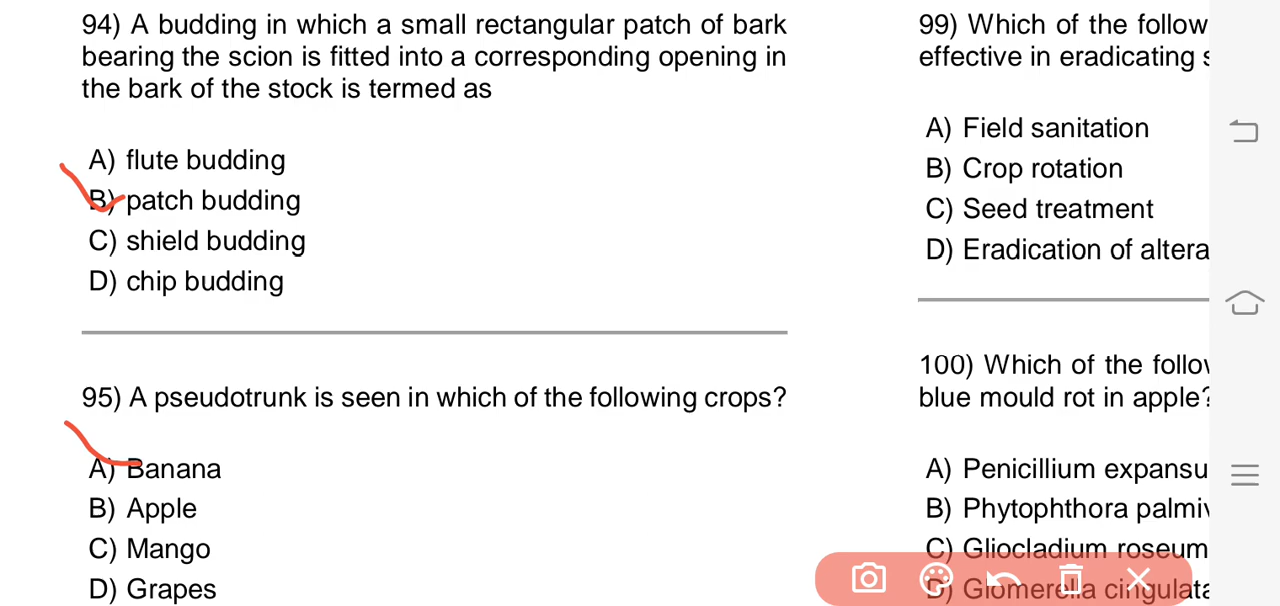 94) A budding in which a small rectangular patch of bark
bearing the scion is fitted into a corresponding opening in
the bark of the stock is termed as
A) flute budding
B) patch budding
C) shield budding
D) chip budding
95) A pseudotrunk is seen in which of the following crops?
A) Banana
B) Apple
C) Mango
D) Grapes
99) Which of the follow
effective in eradicating
A) Field sanitation
B) Crop rotation
C) Seed treatment
D) Eradication of altera
100) Which of the follow
blue mould rot in apple?
A) Penicillium expansu
B) Phytophthora palmiv
C) Gliocladium roseum
D) Glomerella cingulata